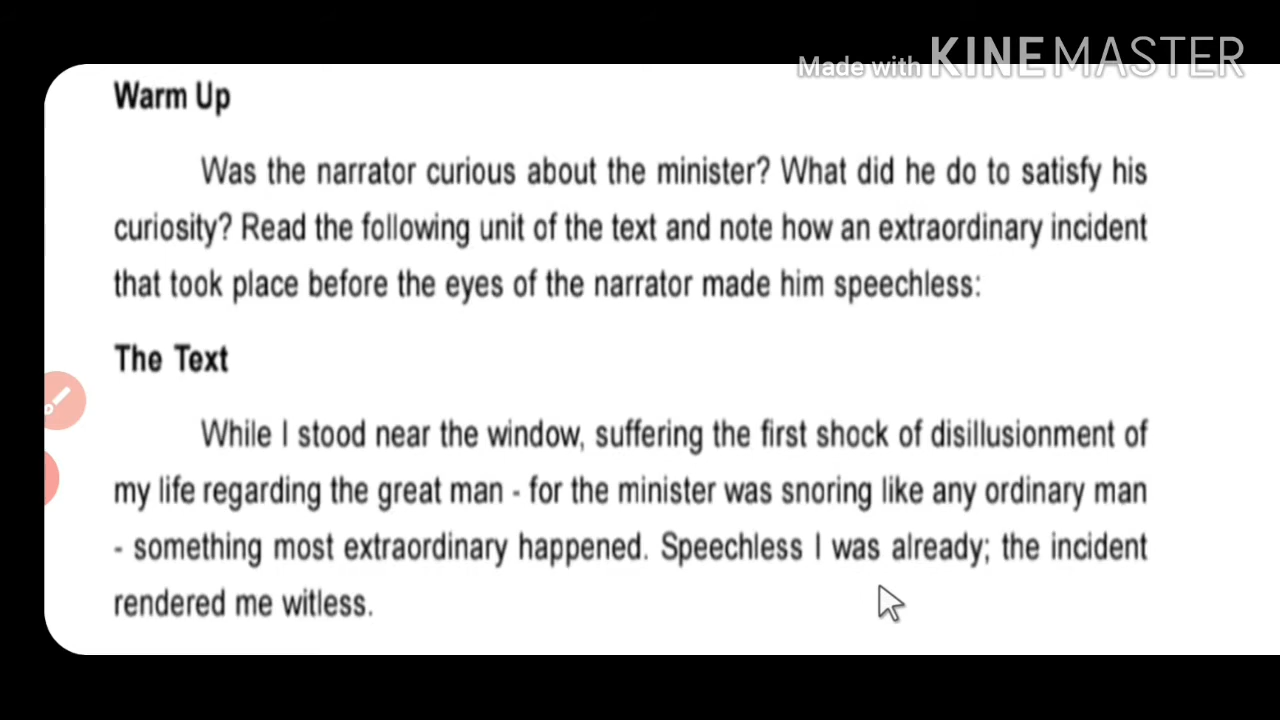 Made with KINEMASTER
Warm Up
Was the narrator curious about the minister? What did he do to satisfy his
curiosity? Read the following unit of the text and note how an extraordinary incident
that took place before the eyes of the narrator made him speechless:
The Text
While I stood near the window, suffering the first shock of disillusionment of
my life regarding the great man - for the minister was snoring like any ordinary man
- something most extraordinary happened. Speechless I was already; the incident
rendered me witless.